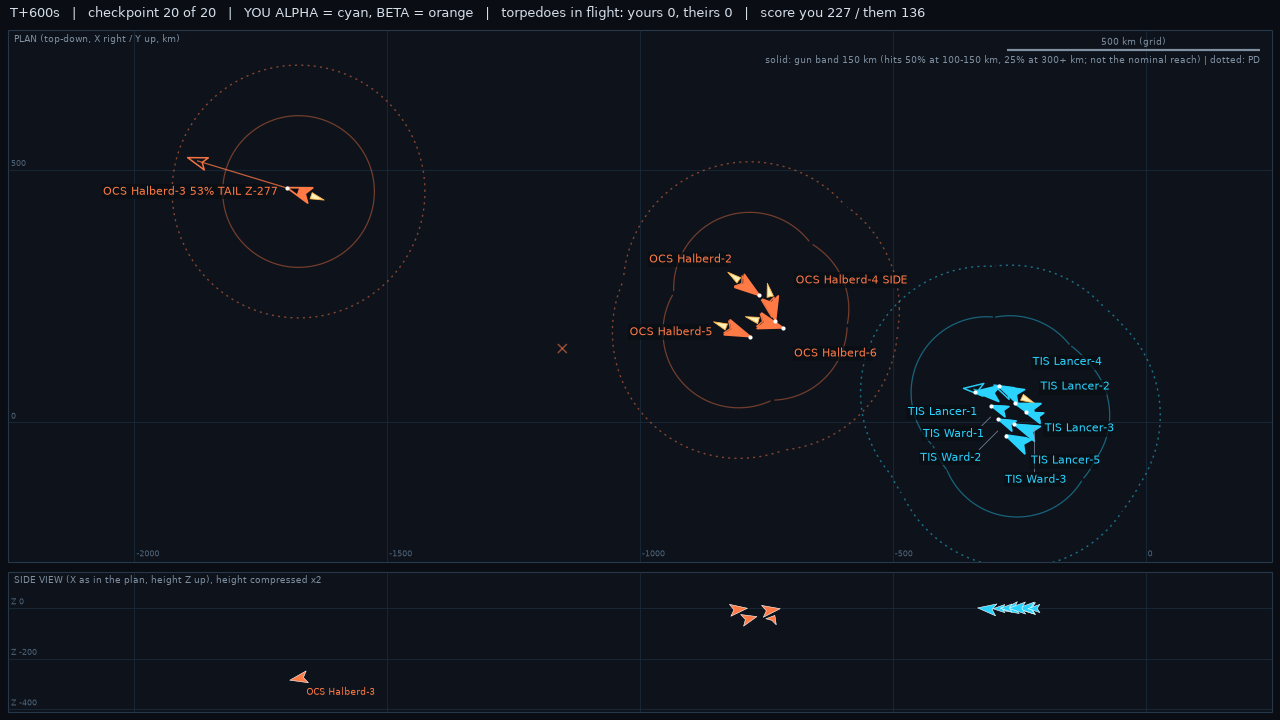 T+600s | checkpoint 20 of 20 | YOU ALPHA = cyan, BETA = orange | torpedoes in flight: yours 0, theirs 0 | score you 227 / them 136
PLAN (top-down, X right / Y up, km)
500 km (grid)
solid: gun band 150 km (hits 50% at 100-150 km, 25% at 300+ km; not the nominal reach) | dotted: PD
500
OCS Halberd-3 53% TAIL Z-277
OCS Halberd-2
OCS Halberd-4 SIDE
OCS Halberd-5
OCS Halberd-6
TIS Lancer-4
TIS Lancer-2
TIS Lancer-1
0
TIS Lancer-3
TIS Ward-1
TIS Ward-2
TIS Lancer-5
TIS Ward-3
-2000
-1500
-1000
-500
0
SIDE VIEW (X as in the plan, height Z up), height compressed x2
Z 0
Z -200
OCS Halberd-3
Z -400